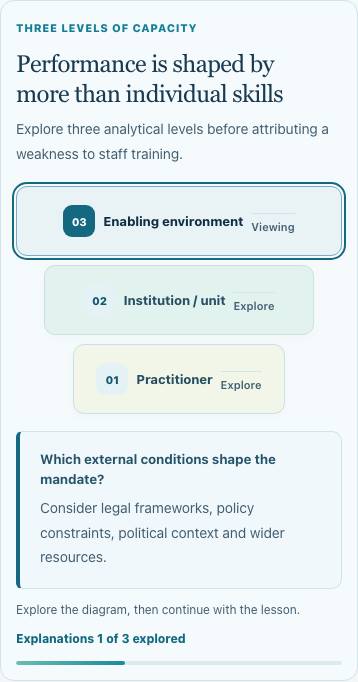 THREE LEVELS OF CAPACITY
Performance is shaped by
more than individual skills
Explore three analytical levels before attributing a
weakness to staff training.
03 Enabling environment Viewing
02 Institution / unit Explore
01 Practitioner Explore
Which external conditions shape the
mandate?
Consider legal frameworks, policy
constraints, political context and wider
resources.
Explore the diagram, then continue with the lesson.
Explanations 1 of 3 explored